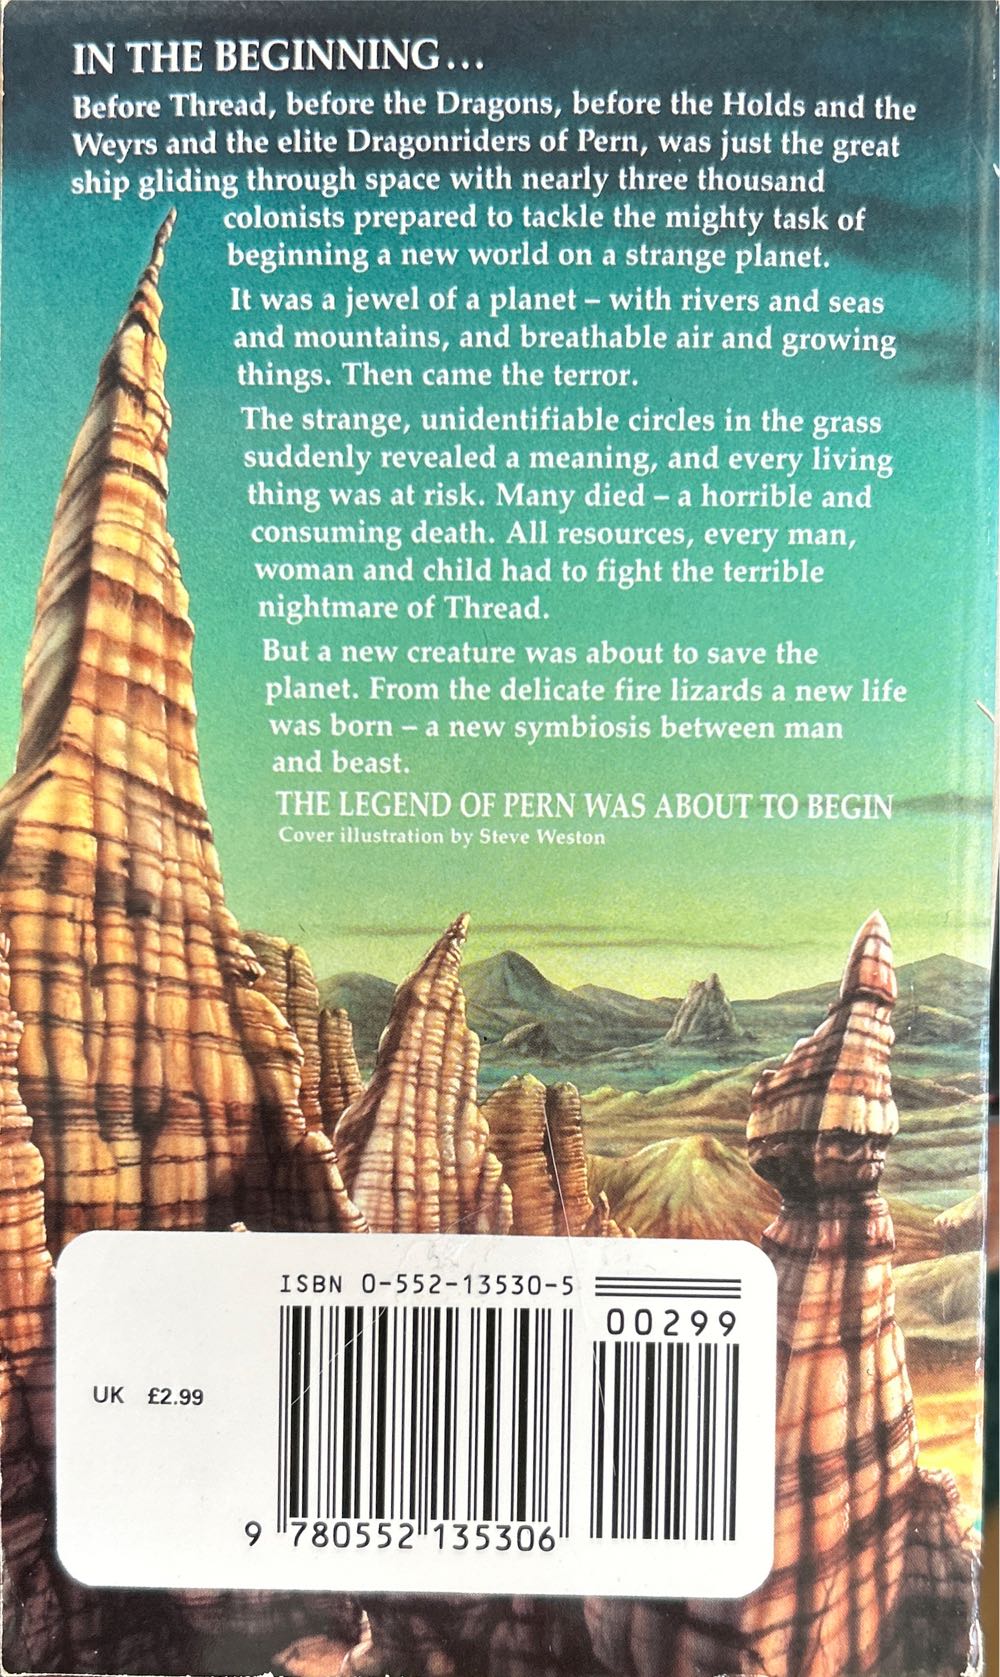 IN THE BEGINNING...
Before Thread, before the Dragons, before the Holds and the
Weyrs and the elite Dragonriders of Pern, was just the great
ship gliding through space with nearly three thousand
colonists prepared to tackle the mighty task of
beginning a new world on a strange planet.
It was a jewel of a planet – with rivers and seas
and mountains, and breathable air and growing
things. Then came the terror.
The strange, unidentifiable circles in the grass
suddenly revealed a meaning, and every living
thing was at risk. Many died – a horrible and
consuming death. All resources, every man,
woman and child had to fight the terrible
nightmare of Thread.
But a new creature was about to save the
planet. From the delicate fire lizards a new life
was born – a new symbiosis between man
and beast.
THE LEGEND OF PERN WAS ABOUT TO BEGIN
Cover illustration by Steve Weston
ISBN 0-552-13530-5
00299
UK £2.99
9 780552 135306